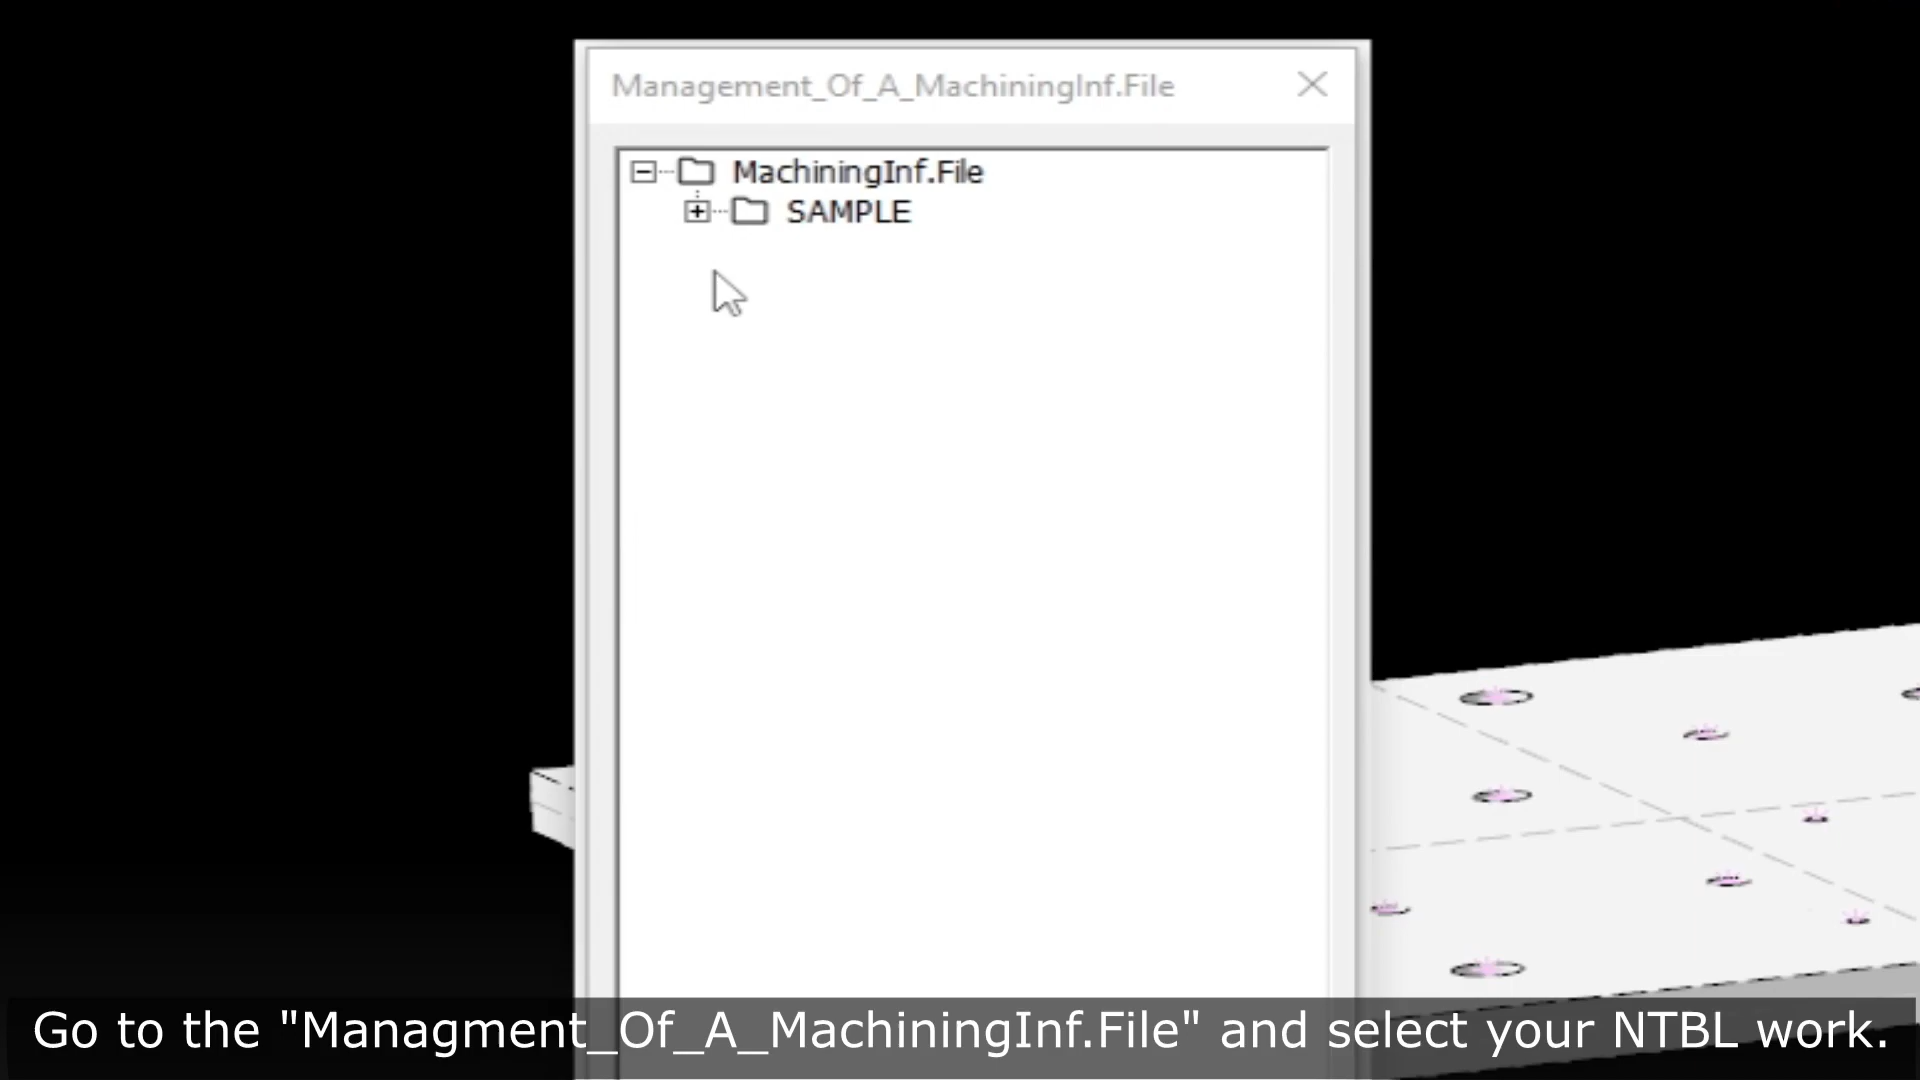 Management_Of_A_MachiningInf.File
MachiningInf.File
SAMPLE
Go to the "Managment_Of_A_MachiningInf.File" and select your NTBL work.